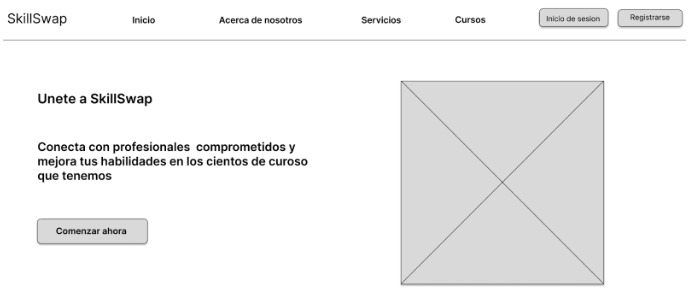 SkillSwap
Inicio
Acerca de nosotros
Servicios
Cursos
Inicio de sesion
Registrarse
Unete a SkillSwap
Conecta con profesionales comprometidos y
mejora tus habilidades en los cientos de curoso
que tenemos
Comenzar ahora